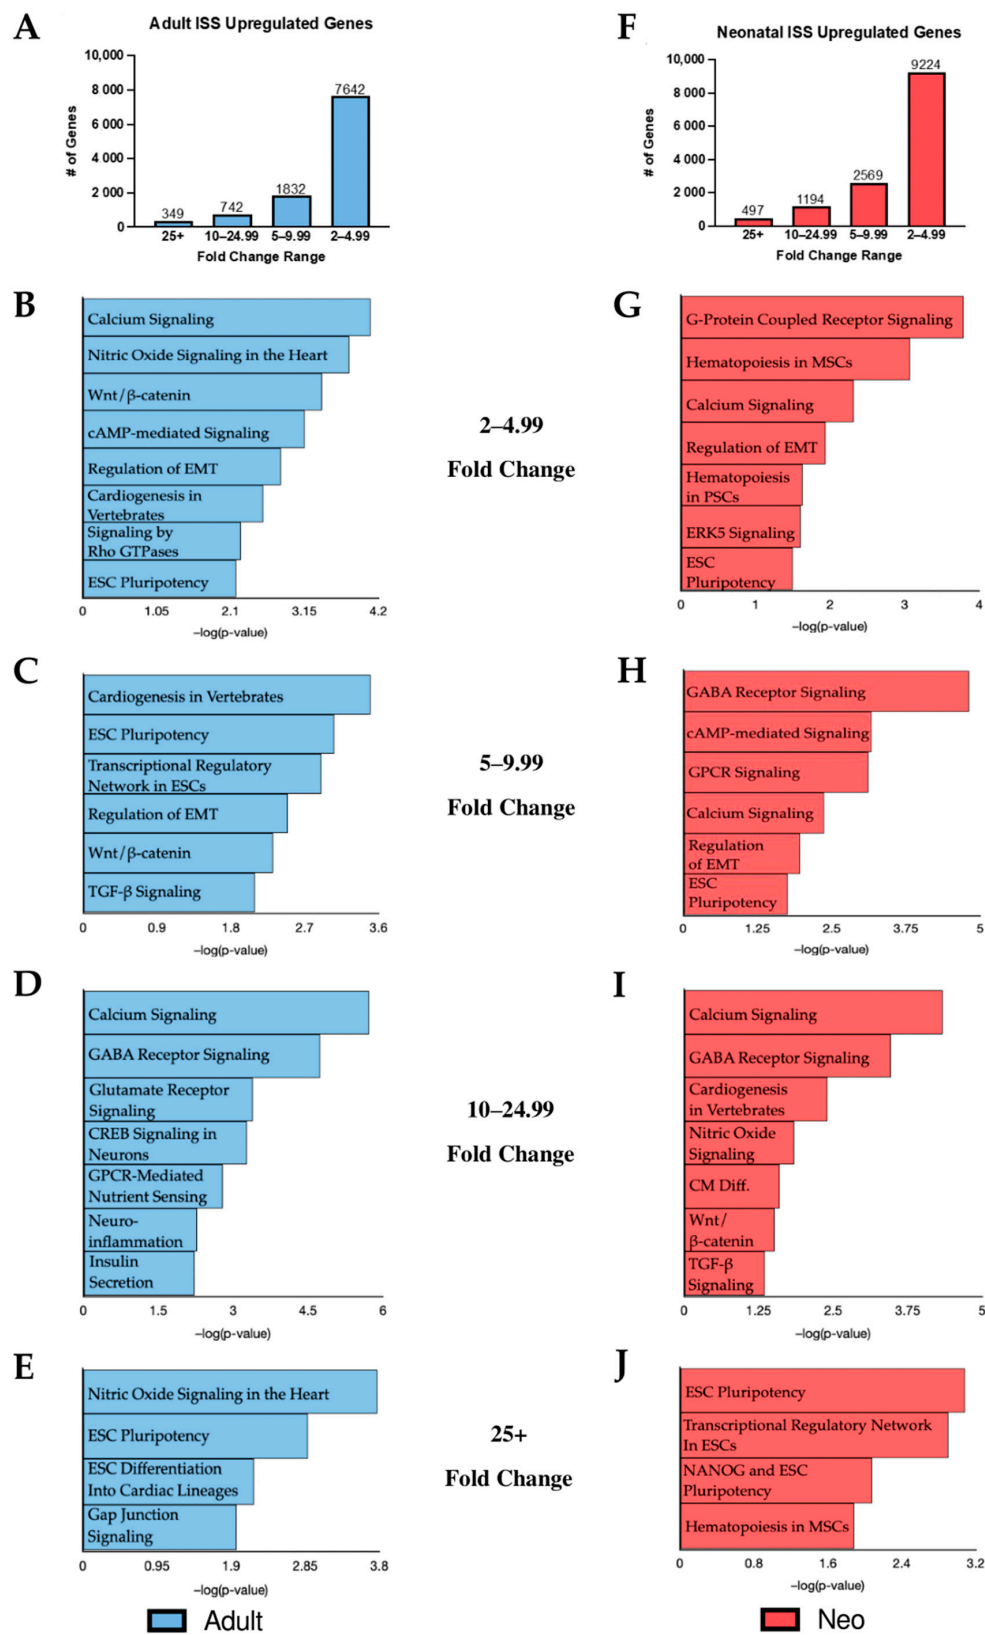 A
Adult ISS Upregulated Genes
10,000
8 000
6 000
4 000
2 000
0
# of Genes
349
742
1832
7642
25+
10–24.99
5–9.99
2–4.99
Fold Change Range
F
Neonatal ISS Upregulated Genes
10,000
8 000
6 000
4 000
2 000
0
# of Genes
497
1194
2569
9224
25+
10–24.99
5–9.99
2–4.99
Fold Change Range
B
Calcium Signaling
Nitric Oxide Signaling in the Heart
Wnt/β-catenin
cAMP-mediated Signaling
Regulation of EMT
Cardiogenesis in
Vertebrates
Signaling by
Rho GTPases
ESC Pluripotency
0
1.05
2.1
3.15
4.2
–log(p-value)
2–4.99
Fold Change
G
G-Protein Coupled Receptor Signaling
Hematopoiesis in MSCs
Calcium Signaling
Regulation of EMT
Hematopoiesis
in PSCs
ERK5 Signaling
ESC
Pluripotency
0
1
2
3
4
–log(p-value)
C
Cardiogenesis in Vertebrates
ESC Pluripotency
Transcriptional Regulatory
Network in ESCs
Regulation of EMT
Wnt/β-catenin
TGF-β Signaling
0
0.9
1.8
2.7
3.6
–log(p-value)
5–9.99
Fold Change
H
GABA Receptor Signaling
cAMP-mediated Signaling
GPCR Signaling
Calcium Signaling
Regulation
of EMT
ESC
Pluripotency
0
1.25
2.5
3.75
5
–log(p-value)
D
Calcium Signaling
GABA Receptor Signaling
Glutamate Receptor
Signaling
CREB Signaling in
Neurons
GPCR-Mediated
Nutrient Sensing
Neuro-
inflammation
Insulin
Secretion
0
1.5
3
4.5
6
–log(p-value)
10–24.99
Fold Change
I
Calcium Signaling
GABA Receptor Signaling
Cardiogenesis
in Vertebrates
Nitric Oxide
Signaling
CM Diff.
Wnt/
β-catenin
TGF-β
Signaling
0
1.25
2.5
3.75
5
–log(p-value)
E
Nitric Oxide Signaling in the Heart
ESC Pluripotency
ESC Differentiation
Into Cardiac Lineages
Gap Junction
Signaling
0
0.95
1.9
2.85
3.8
–log(p-value)
Adult
25+
Fold Change
J
ESC Pluripotency
Transcriptional Regulatory Network
In ESCs
NANOG and ESC
Pluripotency
Hematopoiesis in MSCs
0
0.8
1.6
2.4
3.2
–log(p-value)
Neo